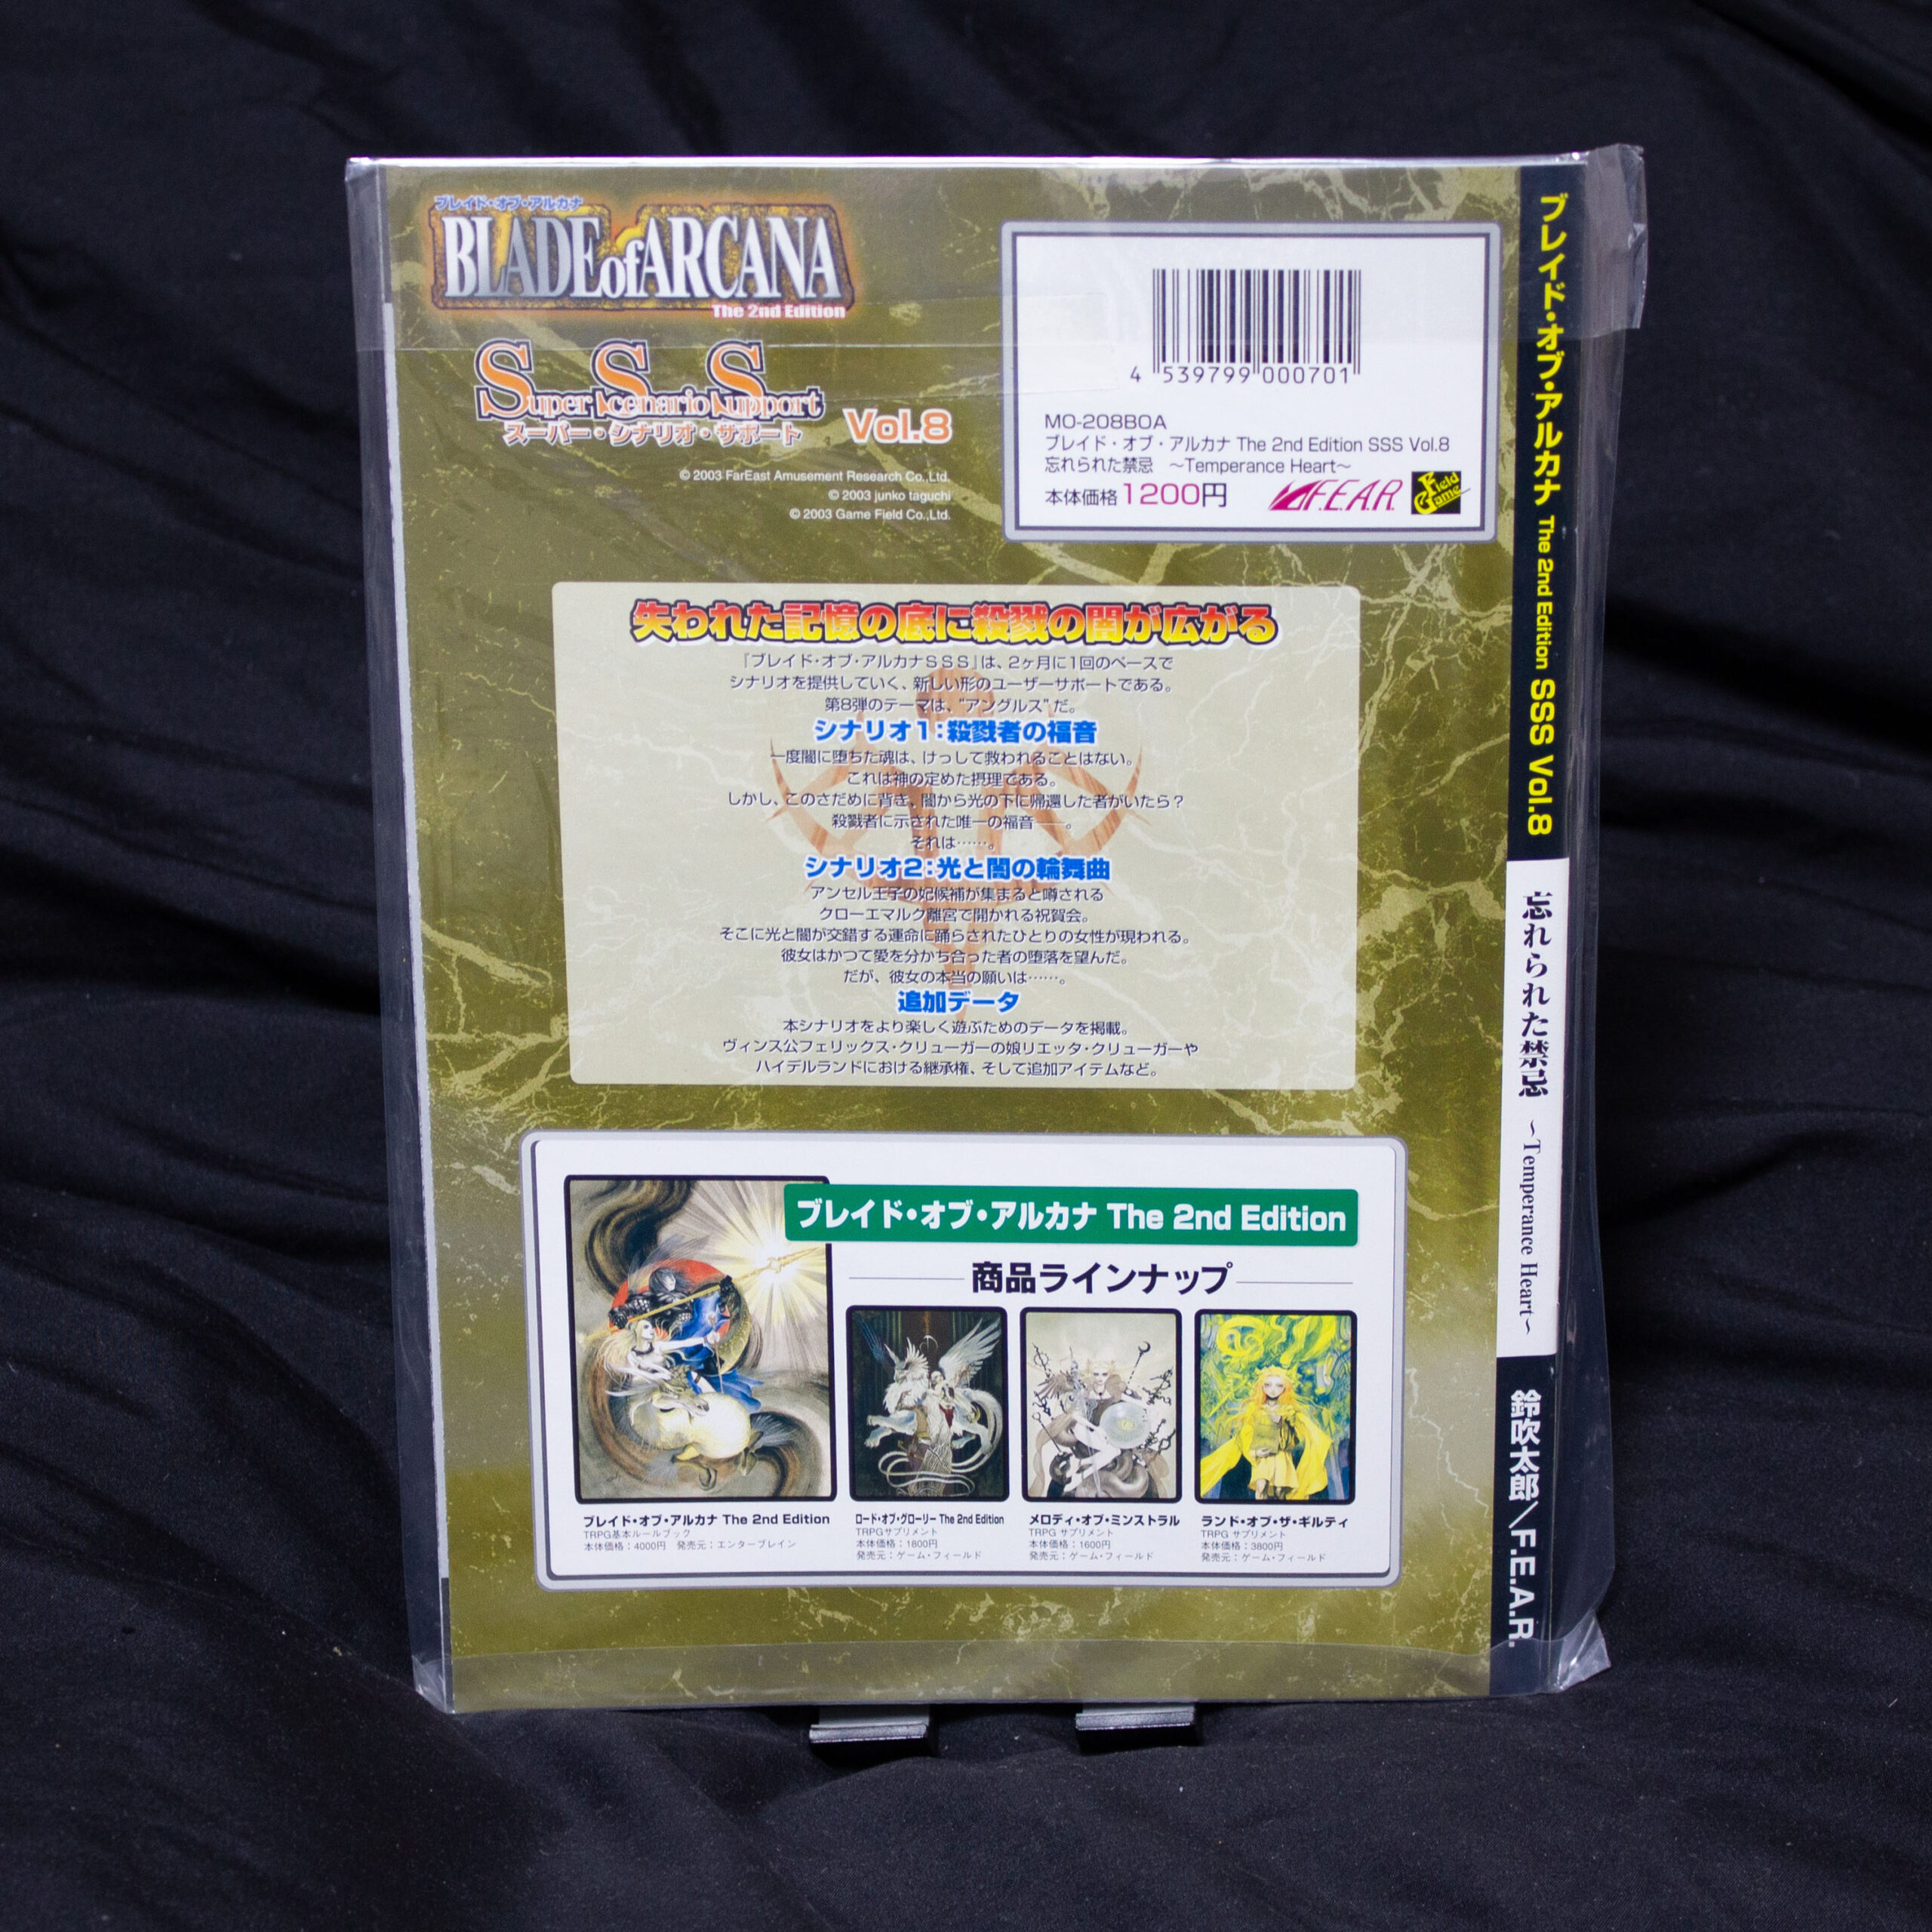 ブレイド・オブ・アルカナ
BLADE of ARCANA
The 2nd Edition
Super Scenario Support
スーパー・シナリオ・サポート
Vol.8
© 2003 FarEast Amusement Research Co.,Ltd.
© 2003 junko taguchi
© 2003 Game Field Co.,Ltd.
4 539799 000701
MO-208BOA
ブレイド・オブ・アルカナ The 2nd Edition SSS Vol.8
忘れられた禁忌 〜Temperance Heart〜
本体価格1200円
F.E.A.R.
Game Field
失われた記憶の底に殺戮の闇が広がる
『ブレイド・オブ・アルカナSSS』は、2ヶ月に1回のペースで
シナリオを提供していく、新しい形のユーザーサポートである。
第8弾のテーマは、“アングルス”だ。
シナリオ1：殺戮者の福音
一度闇に堕ちた魂は、けっして救われることはない。
これは神の定めた摂理である。
しかし、このさだめに背き、闇から光の下に帰還した者がいたら？
殺戮者に示された唯一の福音――。
それは……。
シナリオ2：光と闇の輪舞曲
アンセル王子の妃候補が集まると噂される
クローエマルク離宮で開かれる祝賀会。
そこに光と闇が交錯する運命に踊らされたひとりの女性が現われる。
彼女はかつて愛を分かち合った者の堕落を望んだ。
だが、彼女の本当の願いは……。
追加データ
本シナリオをより楽しく遊ぶためのデータを掲載。
ヴィンス公フェリックス・クリューガーの娘リエッタ・クリューガーや
ハイデルランドにおける継承権、そして追加アイテムなど。
ブレイド・オブ・アルカナ The 2nd Edition
商品ラインナップ
ブレイド・オブ・アルカナ The 2nd Edition
TRPG基本ルールブック
本体価格：4000円 発売元：エンターブレイン
ロード・オブ・グローリー The 2nd Edition
TRPGサプリメント
本体価格：1800円
発売元：ゲーム・フィールド
メロディ・オブ・ミンストラル
TRPG サプリメント
本体価格：1600円
発売元：ゲーム・フィールド
ランド・オブ・ザ・ギルティ
TRPG サプリメント
本体価格：3800円
発売元：ゲーム・フィールド
ブレイド・オブ・アルカナ The 2nd Edition SSS Vol.8
忘れられた禁忌 〜Temperance Heart〜
鈴吹太郎／F.E.A.R.